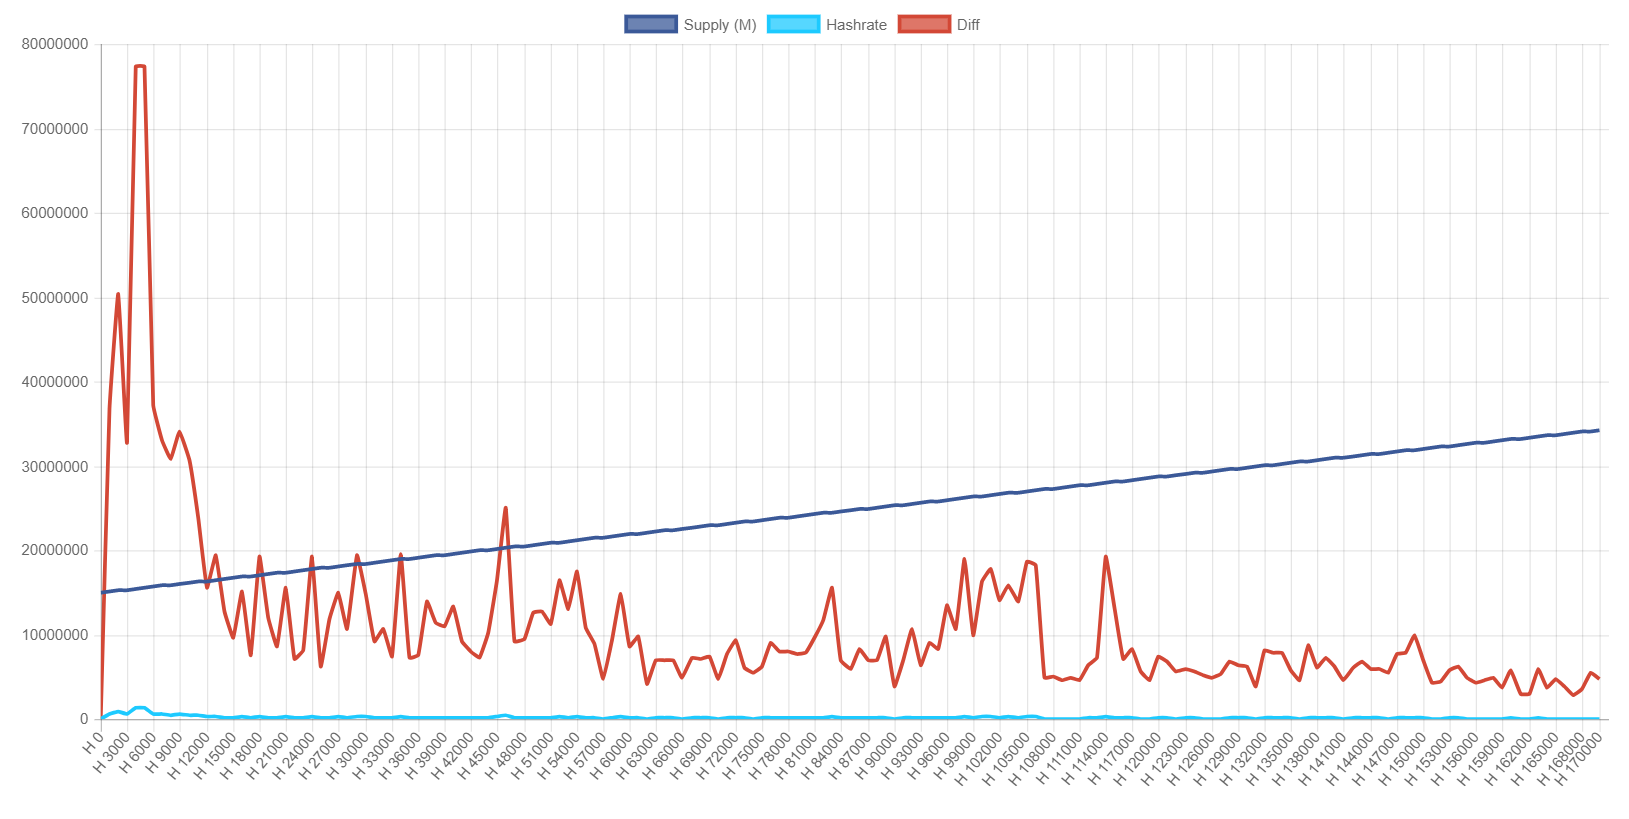 Supply (M) Hashrate Diff
80000000
70000000
60000000
50000000
40000000
30000000
20000000
10000000
0
H 0
H 3000
H 6000
H 9000
H 12000
H 15000
H 18000
H 21000
H 24000
H 27000
H 30000
H 33000
H 36000
H 39000
H 42000
H 45000
H 48000
H 51000
H 54000
H 57000
H 60000
H 63000
H 66000
H 69000
H 72000
H 75000
H 78000
H 81000
H 84000
H 87000
H 90000
H 93000
H 96000
H 99000
H 102000
H 105000
H 108000
H 111000
H 114000
H 117000
H 120000
H 123000
H 126000
H 129000
H 132000
H 135000
H 138000
H 141000
H 144000
H 147000
H 150000
H 153000
H 156000
H 159000
H 162000
H 165000
H 168000
H 170000